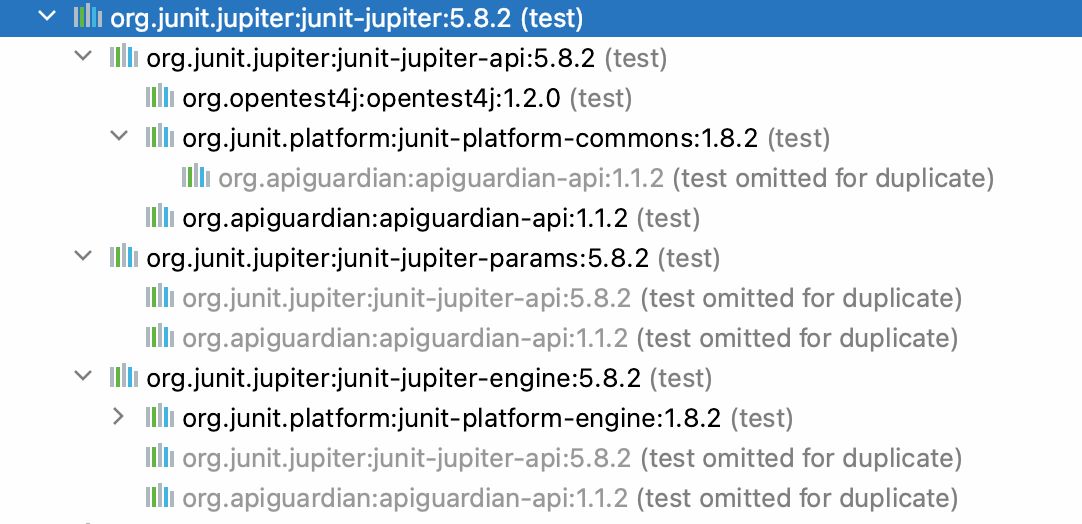 org.junit.jupiter:junit-jupiter:5.8.2 (test)
org.junit.jupiter:junit-jupiter-api:5.8.2 (test)
org.opentest4j:opentest4j:1.2.0 (test)
org.junit.platform:junit-platform-commons:1.8.2 (test)
org.apiguardian:apiguardian-api:1.1.2 (test omitted for duplicate)
org.apiguardian:apiguardian-api:1.1.2 (test)
org.junit.jupiter:junit-jupiter-params:5.8.2 (test)
org.junit.jupiter:junit-jupiter-api:5.8.2 (test omitted for duplicate)
org.apiguardian:apiguardian-api:1.1.2 (test omitted for duplicate)
org.junit.jupiter:junit-jupiter-engine:5.8.2 (test)
org.junit.platform:junit-platform-engine:1.8.2 (test)
org.junit.jupiter:junit-jupiter-api:5.8.2 (test omitted for duplicate)
org.apiguardian:apiguardian-api:1.1.2 (test omitted for duplicate)